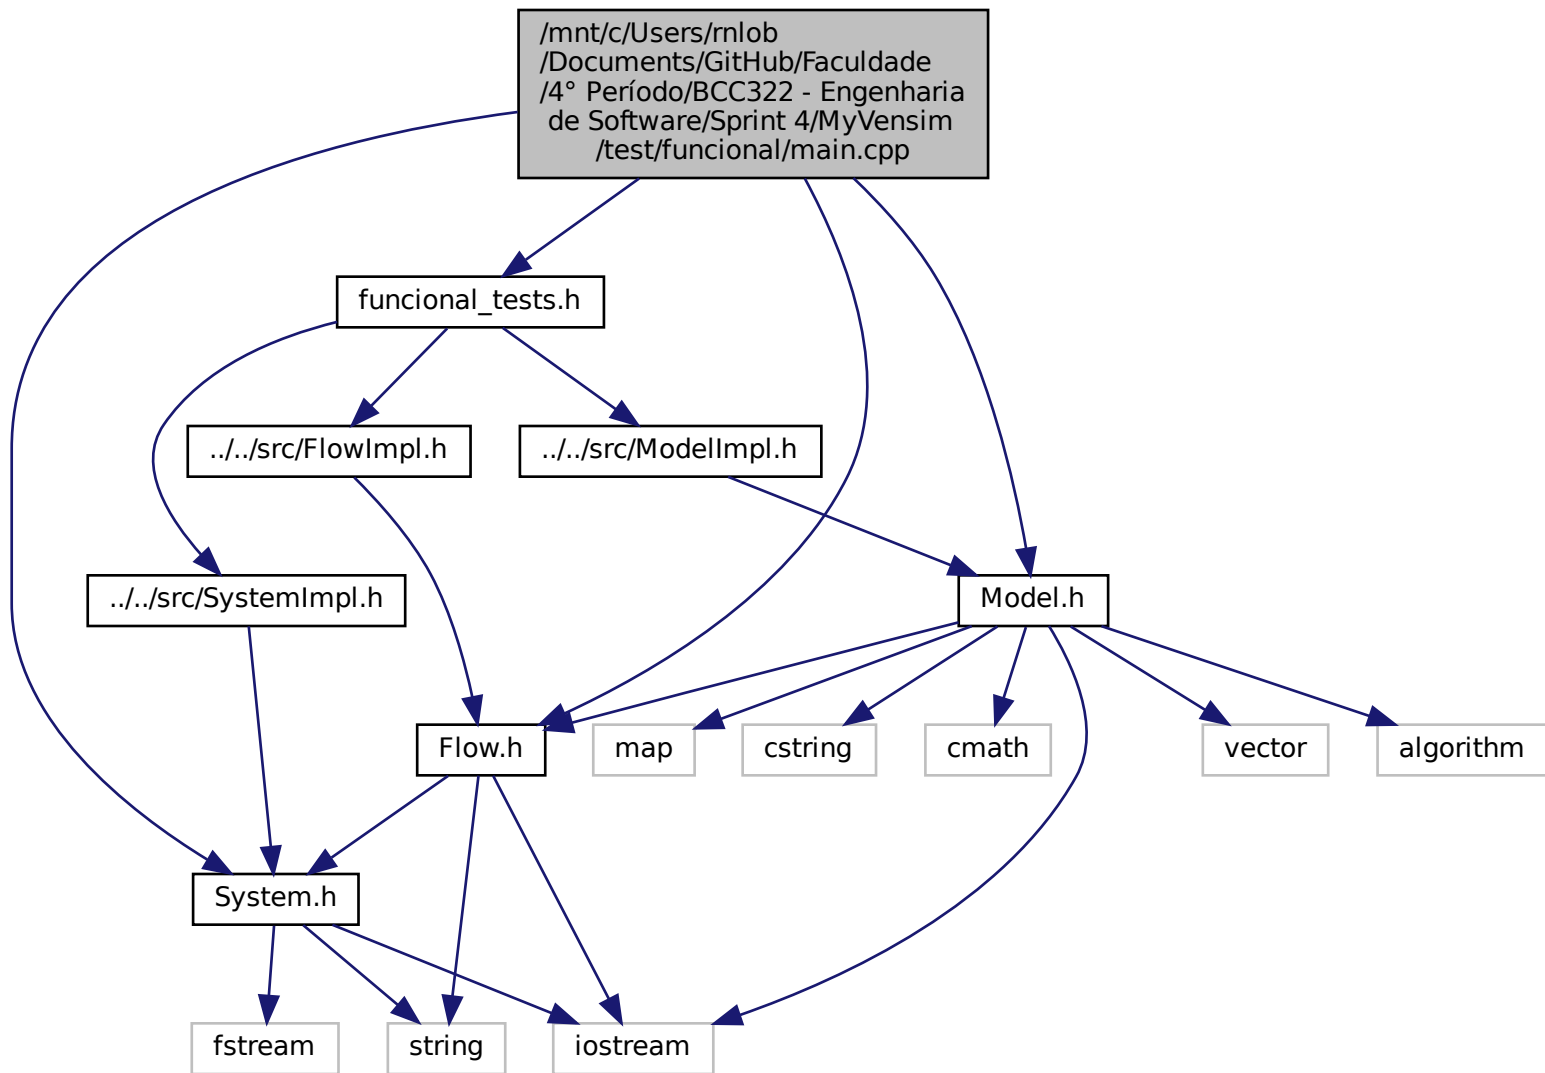 /mnt/c/Users/rnlob
/Documents/GitHub/Faculdade
/4° Período/BCC322 - Engenharia
de Software/Sprint 4/MyVensim
/test/funcional/main.cpp
funcional_tests.h
../../src/FlowImpl.h
../../src/ModelImpl.h
../../src/SystemImpl.h
Model.h
Flow.h
map
cstring
cmath
vector
algorithm
System.h
fstream
string
iostream